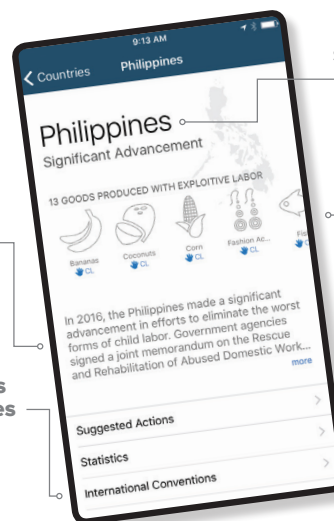 9:13 AM
Countries
Philippines
Philippines
Significant Advancement
13 GOODS PRODUCED WITH EXPLOITIVE LABOR
Bananas
CL
Coconuts
CL
Corn
CL
Fashion Ac...
CL
CL
In 2016, the Philippines made a significant
advancement in efforts to eliminate the worst
forms of child labor. Government agencies
signed a joint memorandum on the Rescue
and Rehabilitation of Abused Domestic Work...
more
Suggested Actions
Statistics
International Conventions